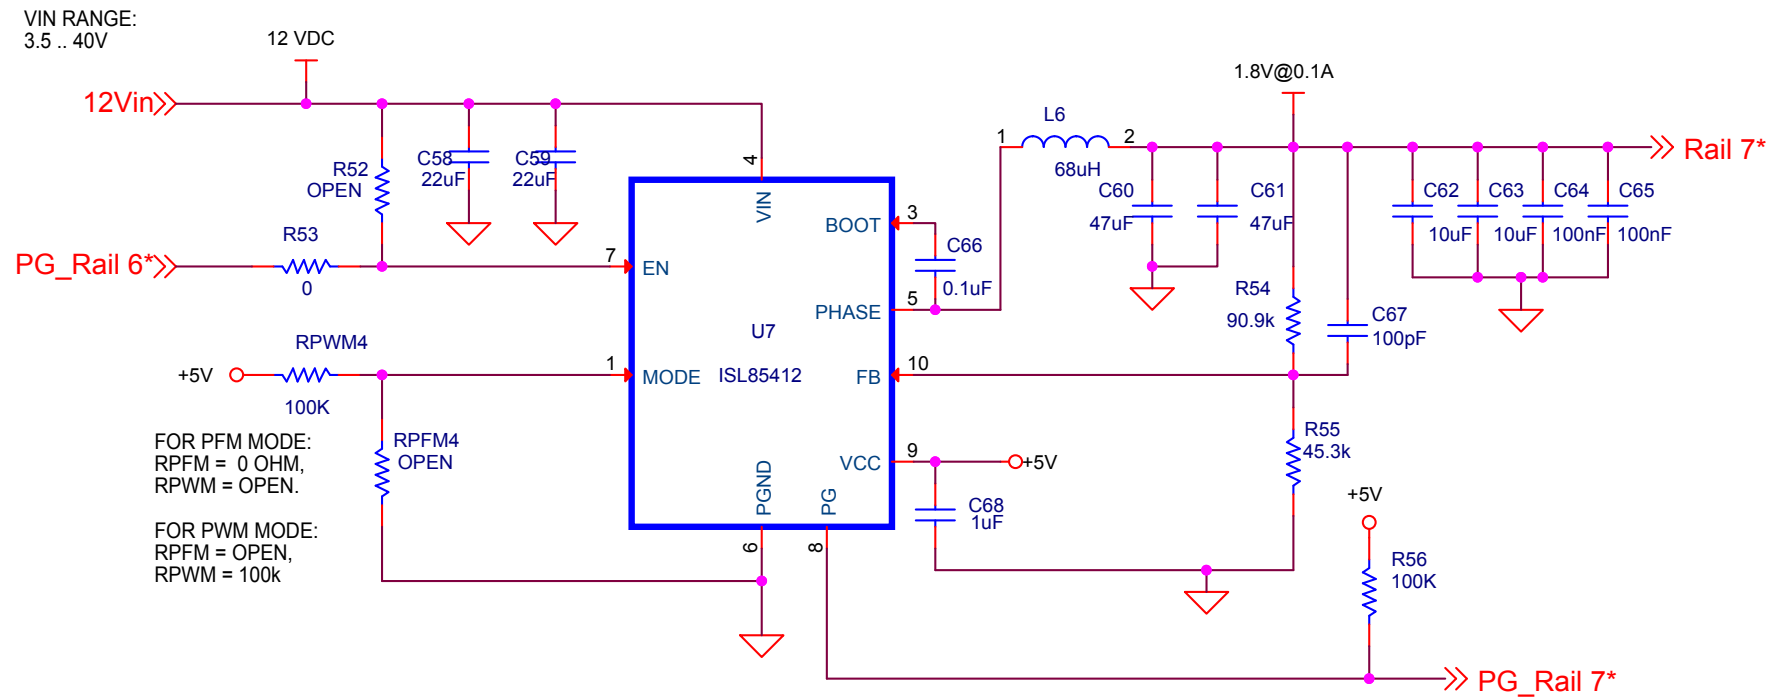 VIN RANGE:
3.5 .. 40V
12 VDC
12Vin
1.8V@0.1A
L6
1
2
68uH
Rail 7*
R52
OPEN
C58
22uF
C59
22uF
4
VIN
C60
47uF
C61
47uF
C62
10uF
C63
10uF
C64
100nF
C65
100nF
BOOT
3
C66
0.1uF
R53
0
PG_Rail 6*
7
EN
PHASE
5
R54
90.9k
C67
100pF
U7
ISL85412
RPWM4
+5V
100K
1
MODE
FB
10
FOR PFM MODE:
RPFM =  0 OHM,
RPWM = OPEN.
RPFM4
OPEN
R55
45.3k
VCC
9
+5V
C68
1uF
PGND
PG
6
8
FOR PWM MODE:
RPFM = OPEN,
RPWM = 100k
+5V
R56
100K
PG_Rail 7*